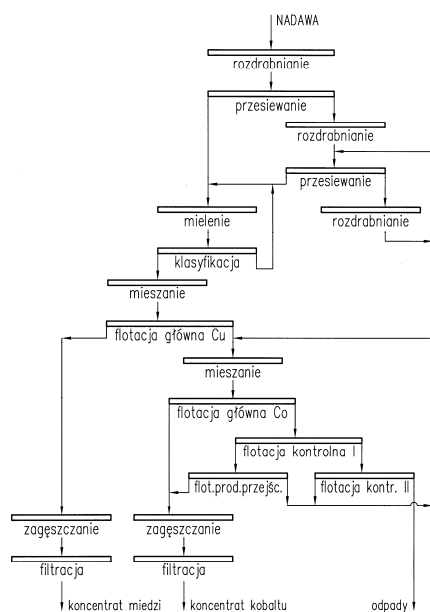 NADAWA
rozdrabnianie
przesiewanie
rozdrabnianie
przesiewanie
mielenie
rozdrabnianie
klasyfikacja
mieszanie
flotacja główna Cu
mieszanie
flotacja główna Co
flotacja kontrolna I
flot.prod.przejśc.
flotacja kontr. II
zagęszczanie
zagęszczanie
filtracja
filtracja
koncentrat miedzi
koncentrat kobaltu
odpady